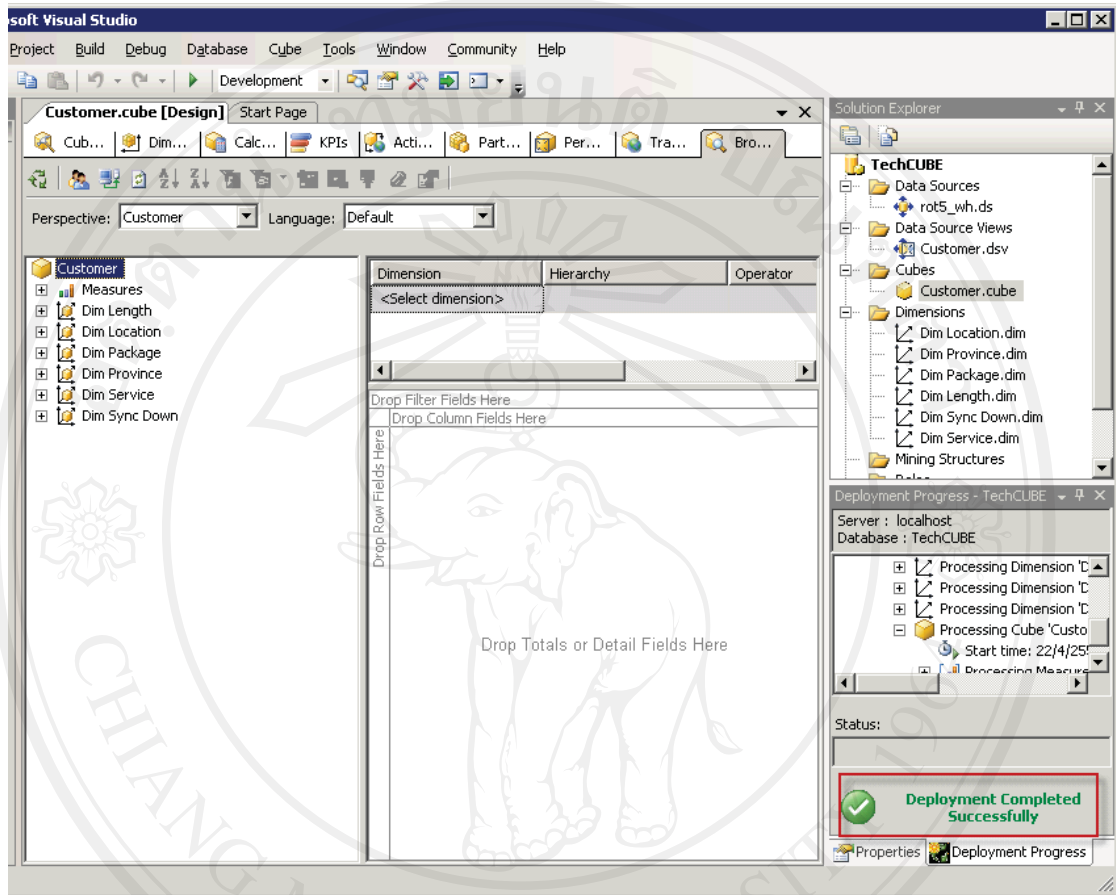 osoft Visual Studio
Project Build Debug Database Cube Tools Window Community Help
Development
Customer.cube [Design] Start Page
Cub... Dim... Calc... KPIs Acti... Part... Per... Tra... Bro...
Perspective: Customer Language: Default
Customer
Measures
Dim Length
Dim Location
Dim Package
Dim Province
Dim Service
Dim Sync Down
Dimension Hierarchy Operator
<Select dimension>
Drop Filter Fields Here
Drop Column Fields Here
Drop Row Fields Here
Drop Totals or Detail Fields Here
Solution Explorer
TechCUBE
Data Sources
rot5_wh.ds
Data Source Views
Customer.dsv
Cubes
Customer.cube
Dimensions
Dim Location.dim
Dim Province.dim
Dim Package.dim
Dim Length.dim
Dim Sync Down.dim
Dim Service.dim
Mining Structures
Deployment Progress - TechCUBE
Server : localhost
Database : TechCUBE
Processing Dimension 'D
Processing Dimension 'D
Processing Dimension 'D
Processing Cube 'Custo
Start time: 22/4/25
Processing Measure
Status:
Deployment Completed
Successfully
Properties Deployment Progress
CHIANG